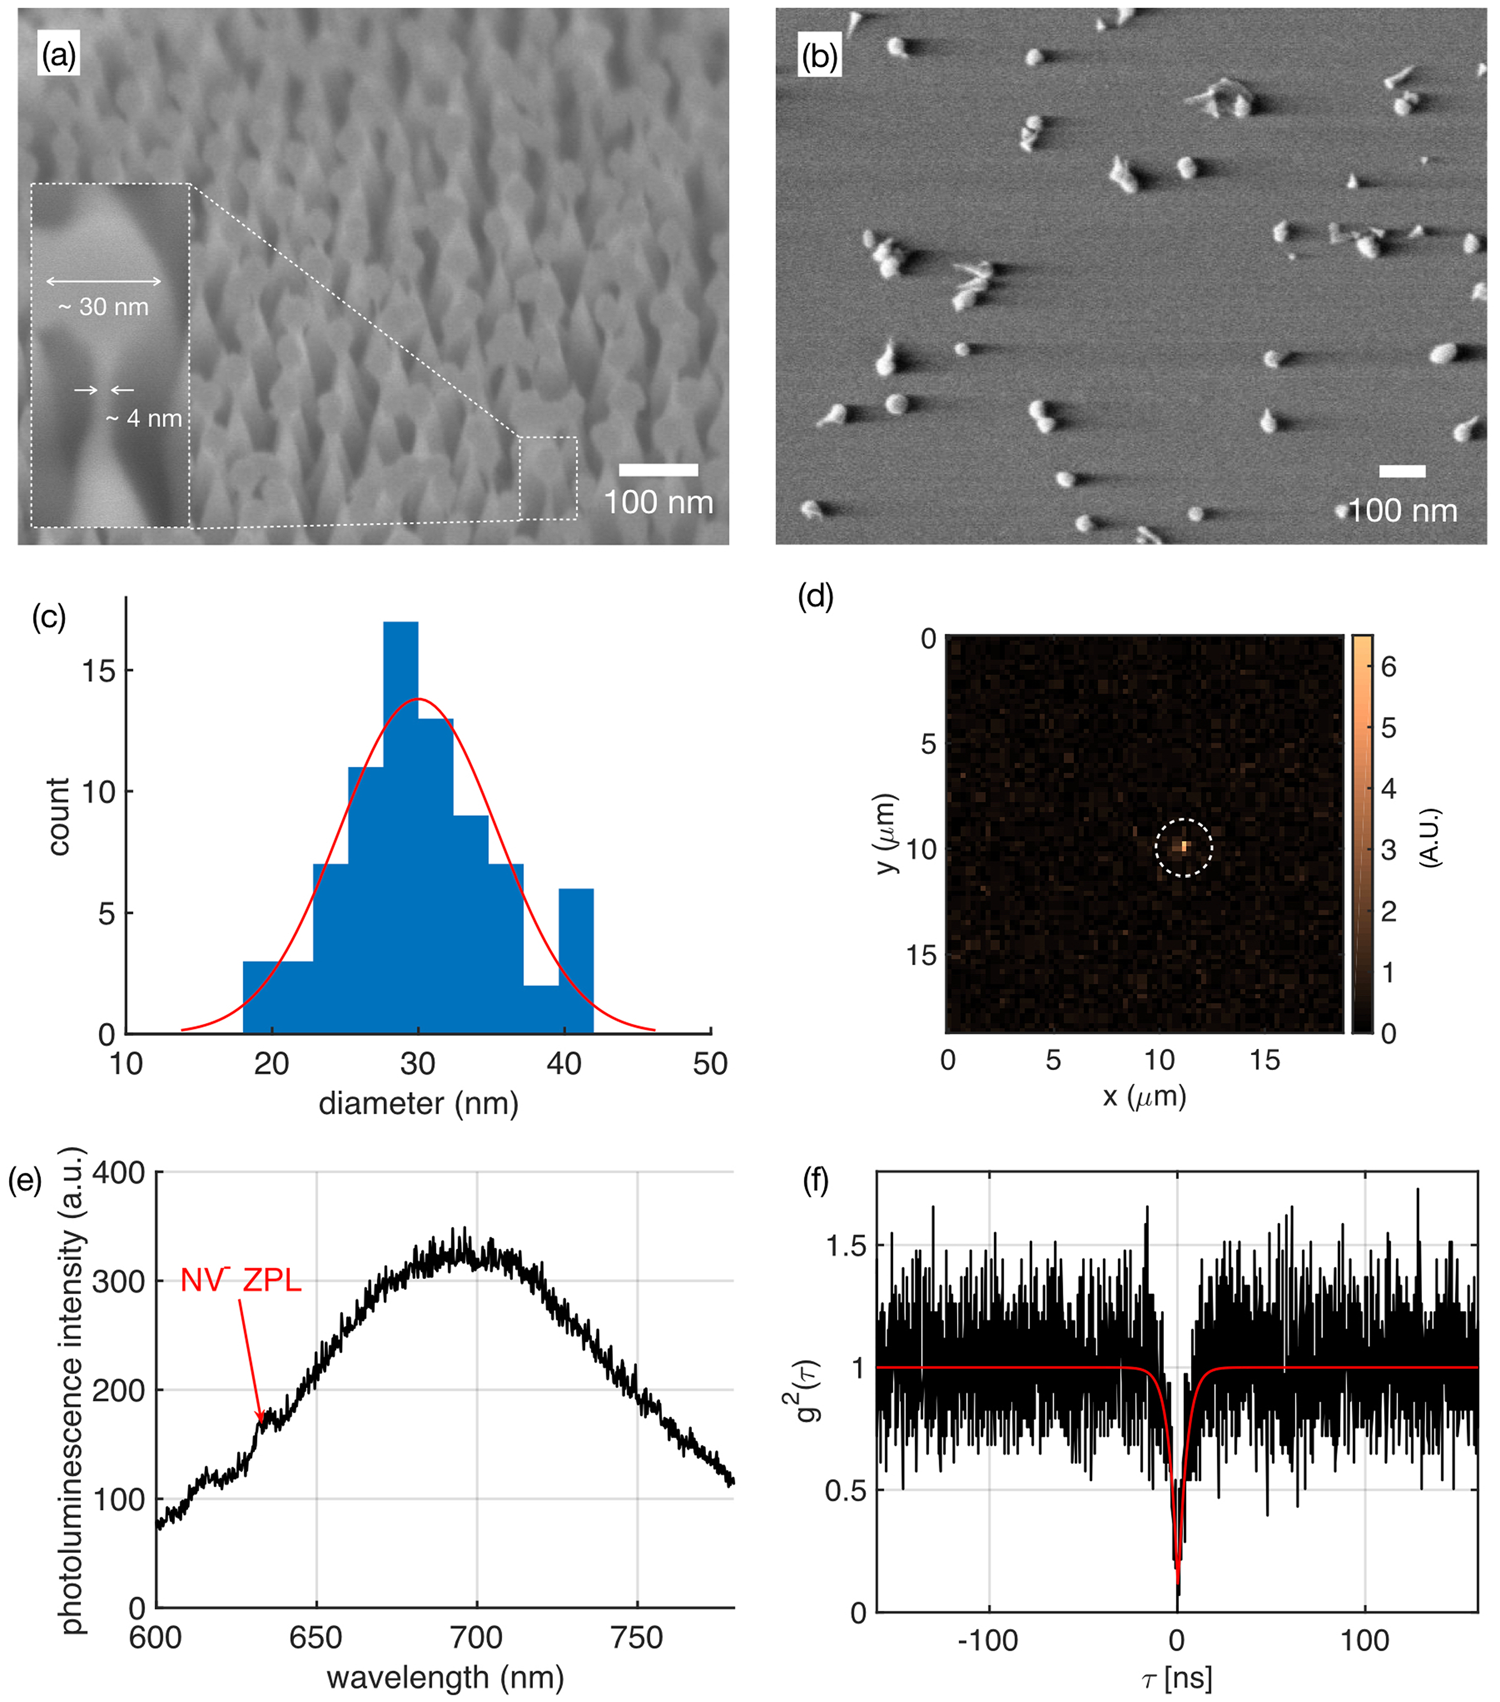 (a)
~ 30 nm
~ 4 nm
100 nm
(b)
100 nm
(c)
count
15
10
5
0
10 20 30 40 50
diameter (nm)
(d)
y (μm)
0
5
10
15
0 5 10 15
x (μm)
6
5
4
3
2
1
0
(A.U.)
(e)
photoluminescence intensity (a.u.)
400
300
200
100
0
NV⁻ ZPL
600 650 700 750
wavelength (nm)
(f)
g²(τ)
1.5
1
0.5
0
-100 0 100
τ [ns]